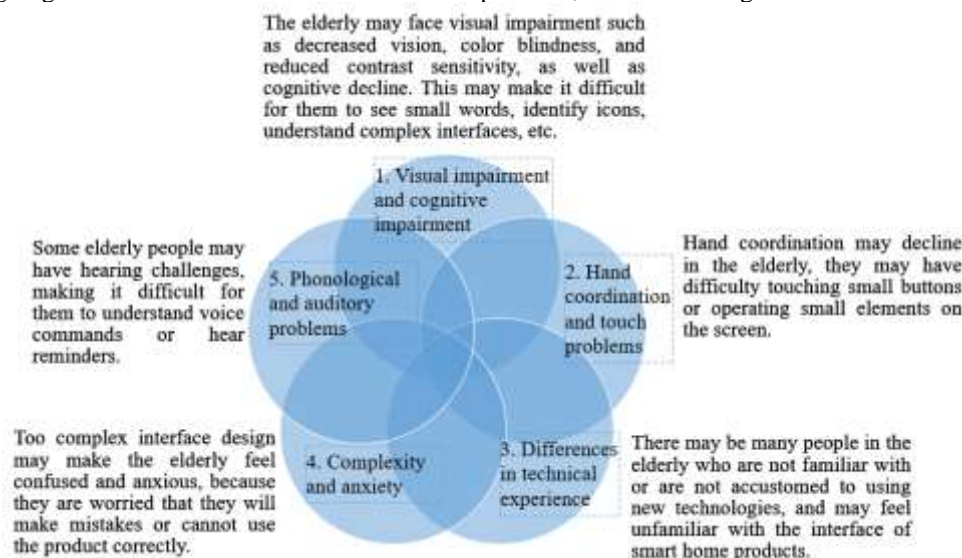 The elderly may face visual impairment such
as decreased vision, color blindness, and
reduced contrast sensitivity, as well as
cognitive decline. This may make it difficult
for them to see small words, identify icons,
understand complex interfaces, etc.
1. Visual impairment
and cognitive
impairment
Some elderly people may
have hearing challenges,
making it difficult for
them to understand voice
commands or hear
reminders.
5. Phonological
and auditory
problems
2. Hand
coordination
and touch
problems
Hand coordination may decline
in the elderly, they may have
difficulty touching small buttons
or operating small elements on
the screen.
Too complex interface design
may make the elderly feel
confused and anxious, because
they are worried that they will
make mistakes or cannot use
the product correctly.
4. Complexity
and anxiety
3. Differences
in technical
experience
There may be many people in the
elderly who are not familiar with
or are not accustomed to using
new technologies, and may feel
unfamiliar with the interface of
smart home products.